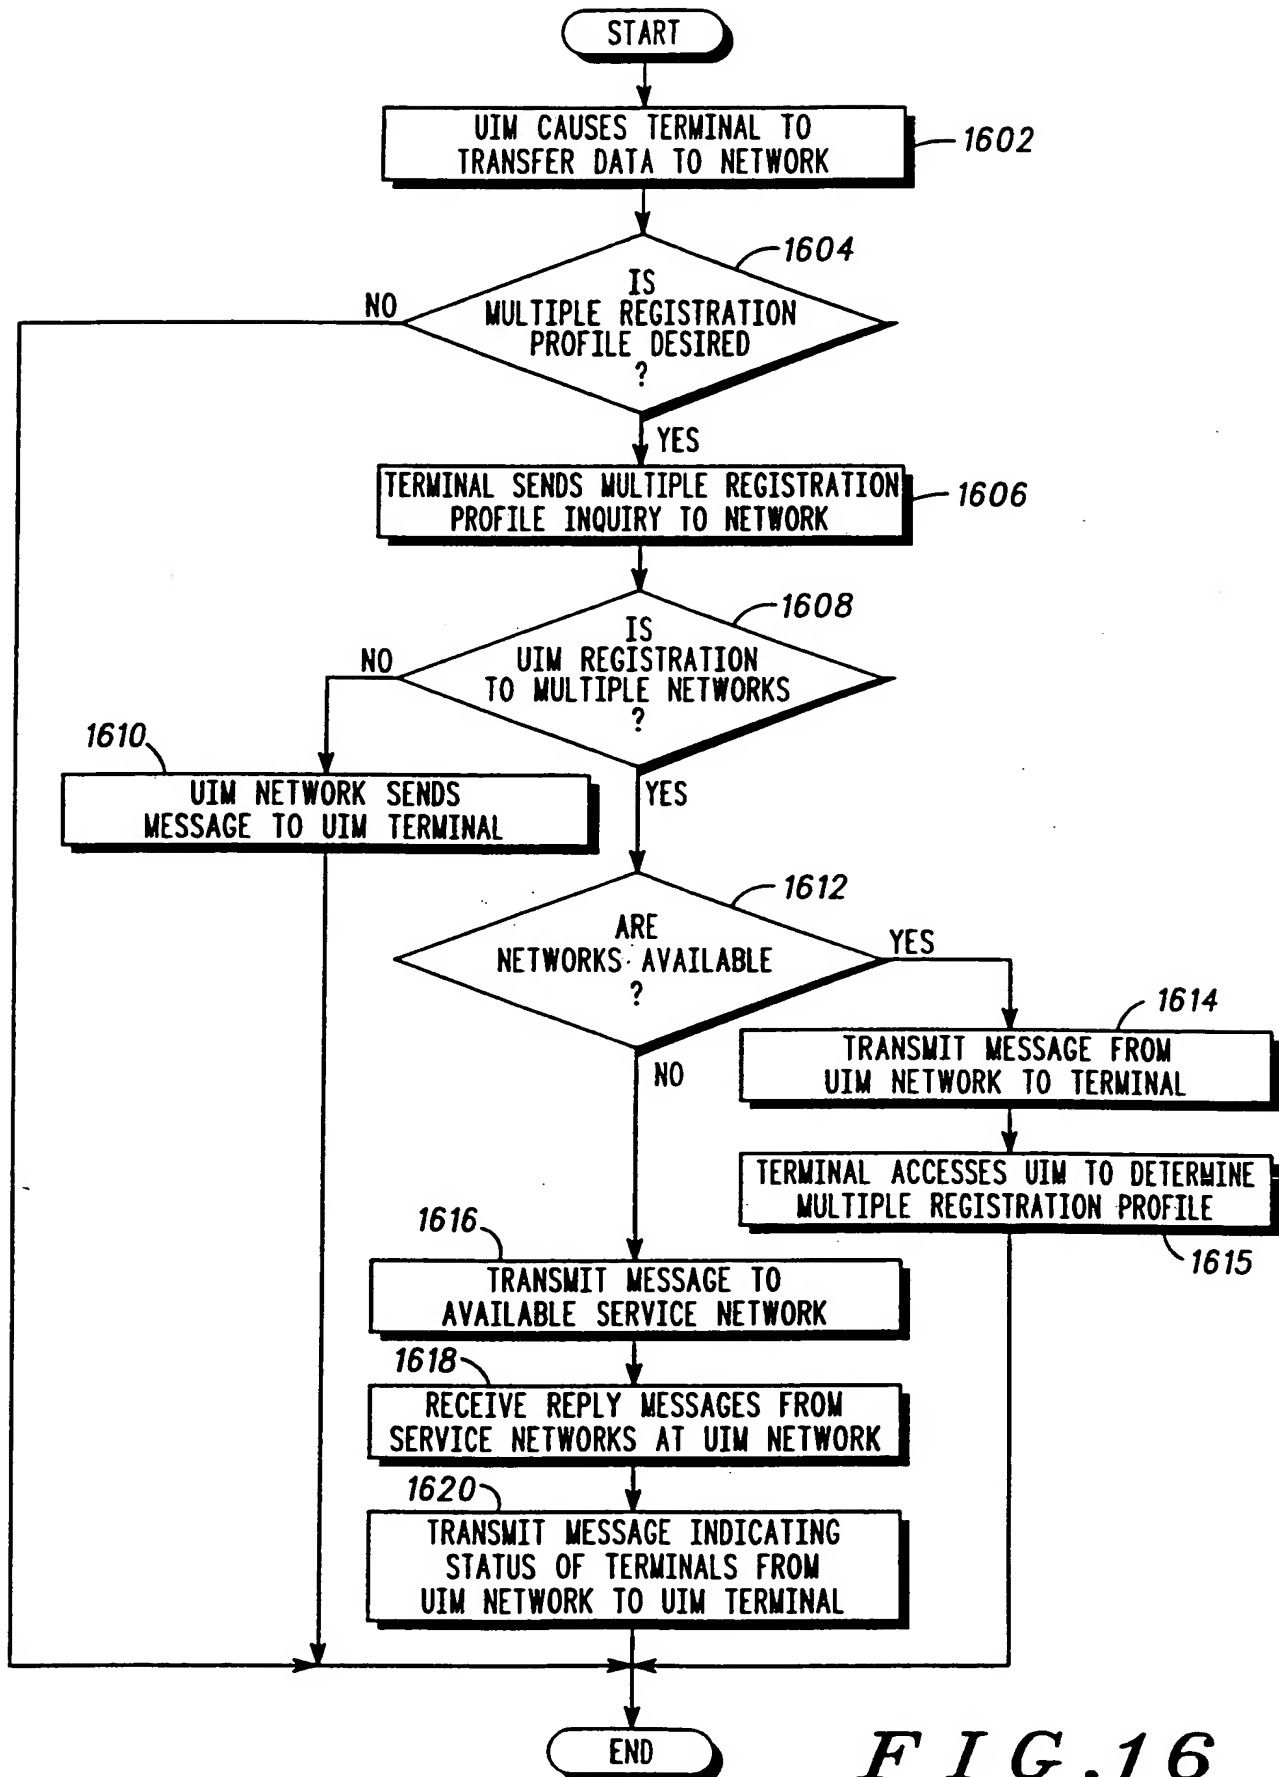 START
UIM CAUSES TERMINAL TO
TRANSFER DATA TO NETWORK
1602
1604
IS
MULTIPLE REGISTRATION
PROFILE DESIRED
?
NO
YES
TERMINAL SENDS MULTIPLE REGISTRATION
PROFILE INQUIRY TO NETWORK
1606
1608
IS
UIM REGISTRATION
TO MULTIPLE NETWORKS
?
NO
YES
1610
UIM NETWORK SENDS
MESSAGE TO UIM TERMINAL
1612
ARE
NETWORKS AVAILABLE
?
YES
NO
1614
TRANSMIT MESSAGE FROM
UIM NETWORK TO TERMINAL
TERMINAL ACCESSES UIM TO DETERMINE
MULTIPLE REGISTRATION PROFILE
1615
1616
TRANSMIT MESSAGE TO
AVAILABLE SERVICE NETWORK
1618
RECEIVE REPLY MESSAGES FROM
SERVICE NETWORKS AT UIM NETWORK
1620
TRANSMIT MESSAGE INDICATING
STATUS OF TERMINALS FROM
UIM NETWORK TO UIM TERMINAL
END
FIG.16